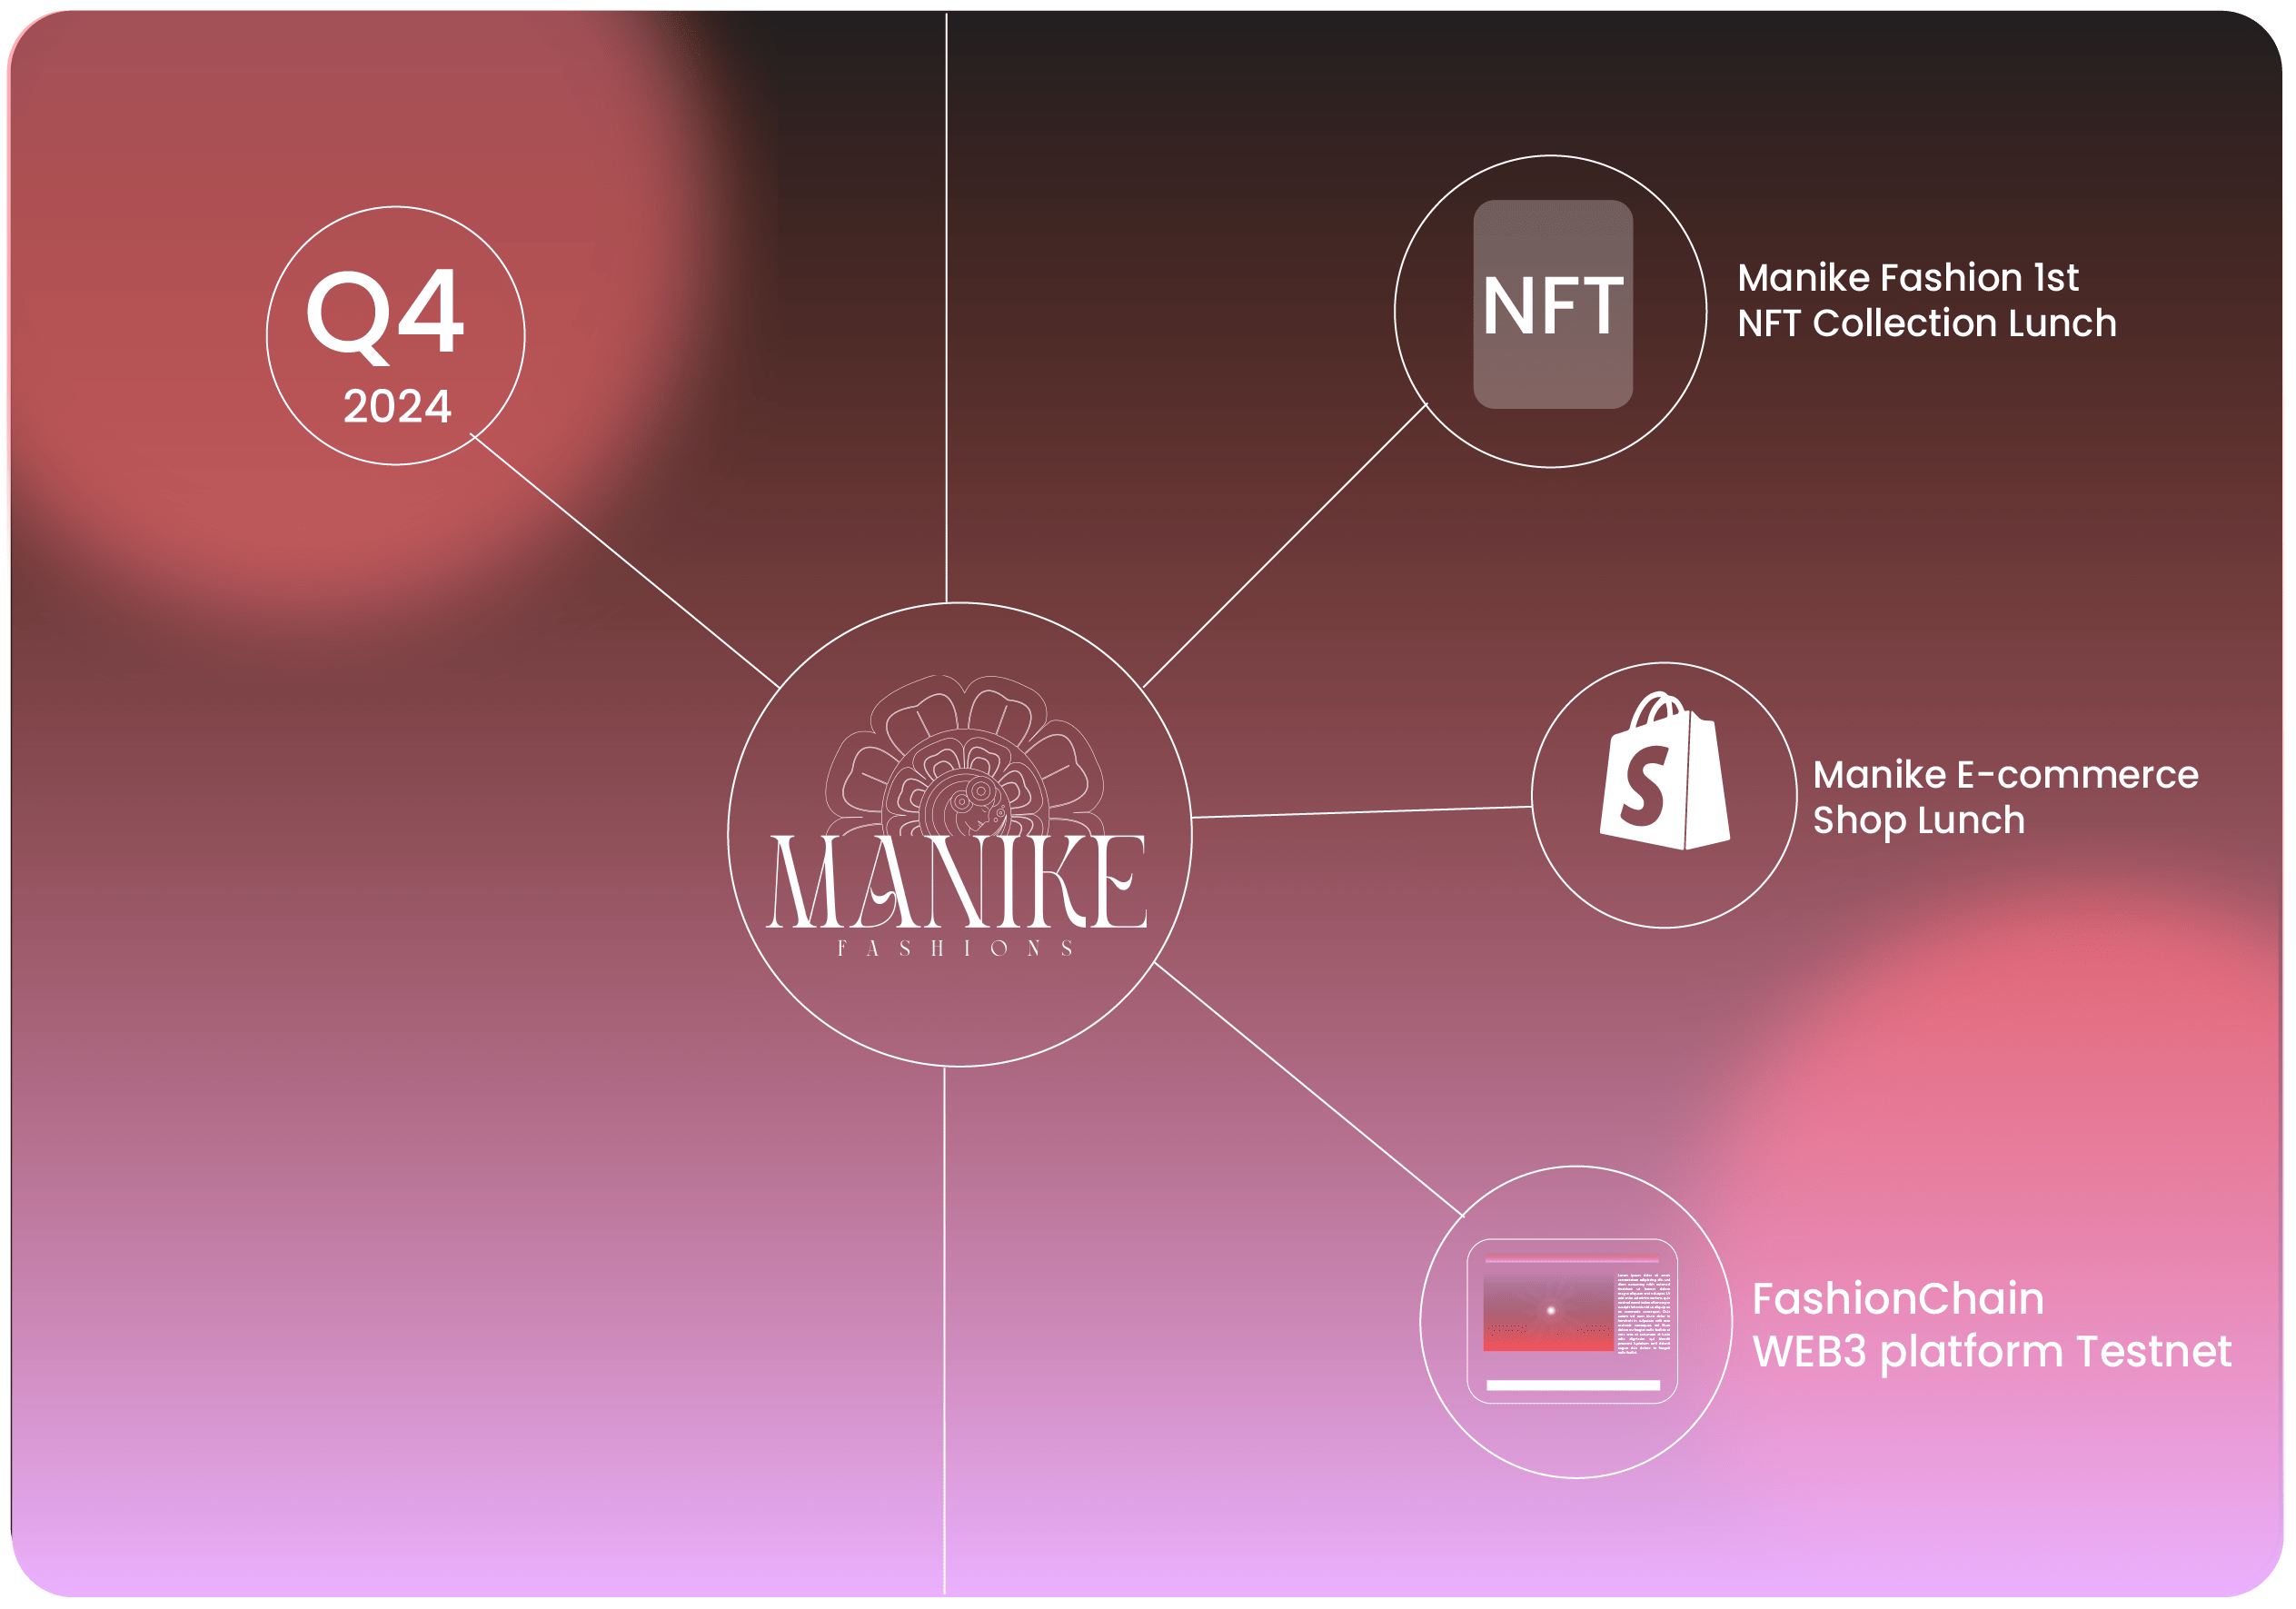 Q4
2024
NFT
Manike Fashion 1st
NFT Collection Lunch
MANIKE
FASHIONS
Manike E-commerce
Shop Lunch
FashionChain
WEB3 platform Testnet